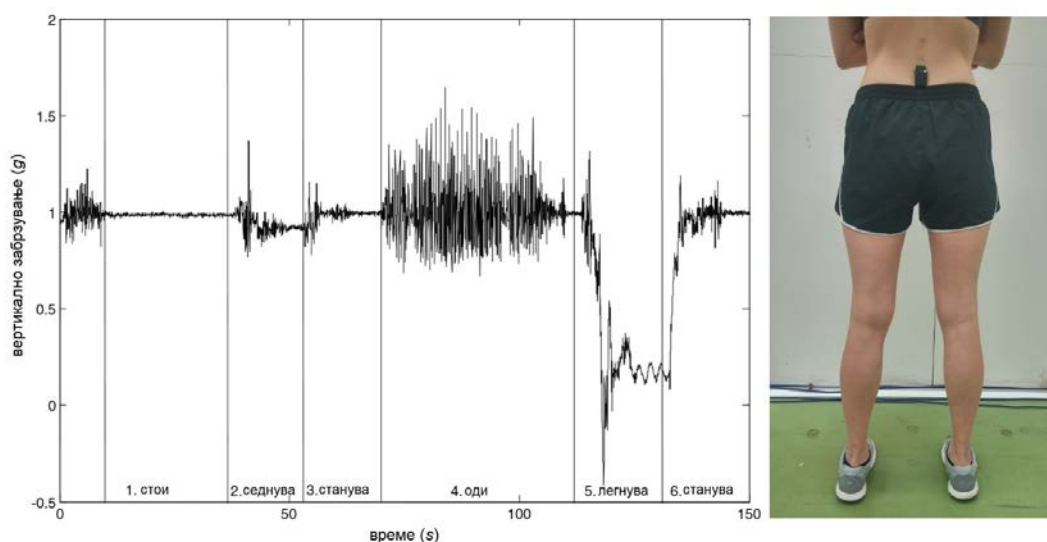 2
1.5
1
0.5
0
-0.5
вертикално забрзување (g)
1. стои
2. седнува
3. станува
4. оди
5. легнува
6. станува
0
50
100
150
време (s)